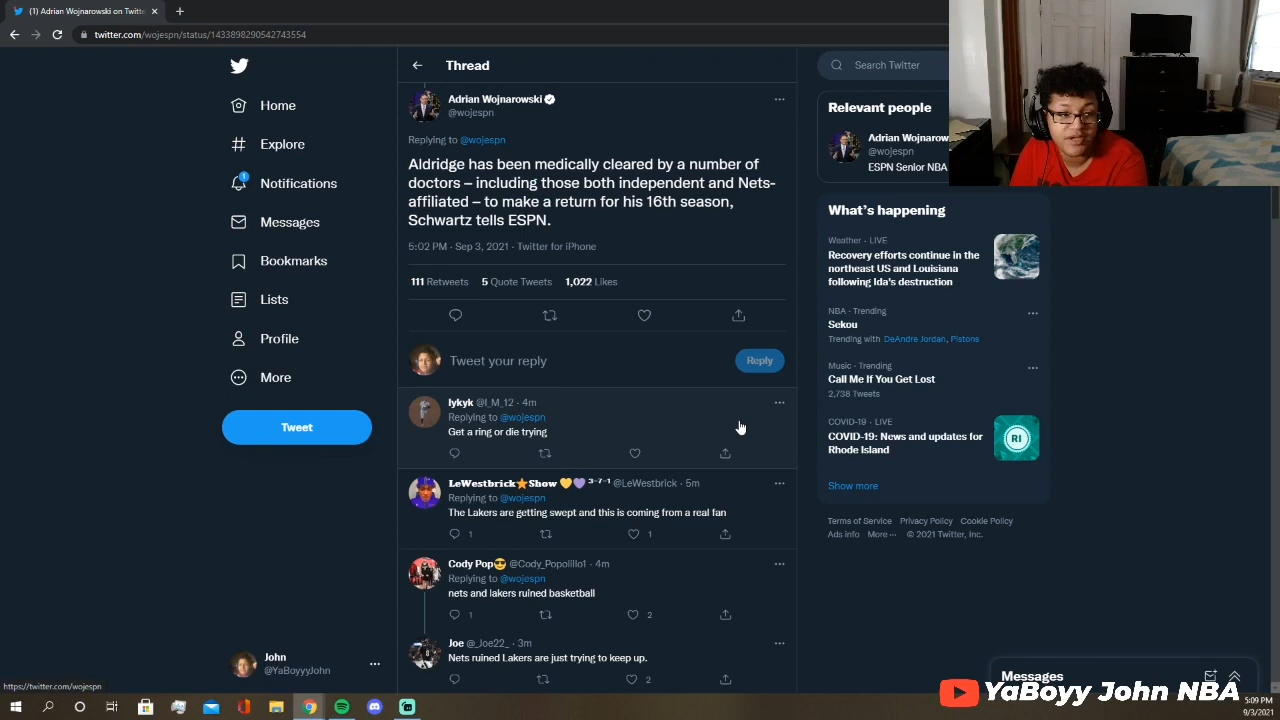 (1) Adrian Wojnarowski on Twitte
twitter.com/wojespn/status/1433898290542743554
Home
Explore
1
Notifications
Messages
Bookmarks
Lists
Profile
More
Tweet
John
@YaBoyyyJohn
https://twitter.com/wojespn
Thread
Adrian Wojnarowski
@wojespn
Replying to @wojespn
Aldridge has been medically cleared by a number of
doctors – including those both independent and Nets-
affiliated – to make a return for his 16th season,
Schwartz tells ESPN.
5:02 PM · Sep 3, 2021 · Twitter for iPhone
111 Retweets 5 Quote Tweets 1,022 Likes
Tweet your reply
Reply
lykyk @I_M_12 · 4m
Replying to @wojespn
Get a ring or die trying
LeWestbrick⭐Show 💛💜 ³⁻⁷⁻¹ @LeWestbrick · 5m
Replying to @wojespn
The Lakers are getting swept and this is coming from a real fan
1 1
Cody Pop😎 @Cody_Popolillo1 · 4m
Replying to @wojespn
nets and lakers ruined basketball
1 2
Joe @_Joe22_ · 3m
Nets ruined Lakers are just trying to keep up.
2
Search Twitter
Relevant people
Adrian Wojnarow
@wojespn
ESPN Senior NBA
What's happening
Weather · LIVE
Recovery efforts continue in the
northeast US and Louisiana
following Ida's destruction
NBA · Trending
Sekou
Trending with DeAndre Jordan, Pistons
Music · Trending
Call Me If You Get Lost
2,738 Tweets
COVID-19 · LIVE
COVID-19: News and updates for
Rhode Island
RI
Show more
Terms of Service Privacy Policy Cookie Policy
Ads info More ··· © 2021 Twitter, Inc.
Messages
YaBoyy John NBA
5:09 PM
9/3/2021